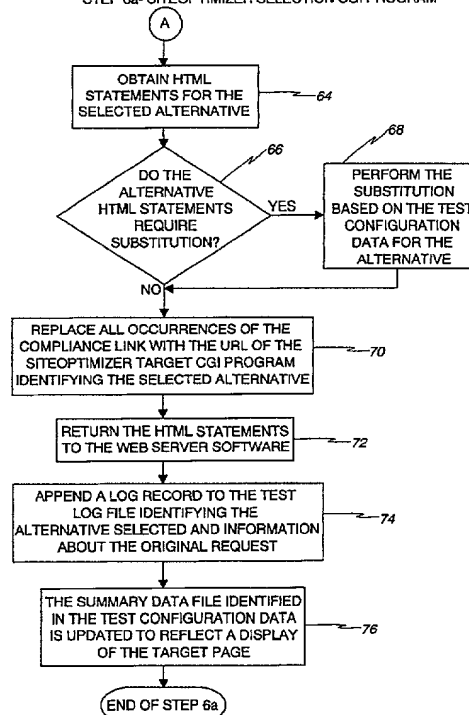 STEP 6a- SITEOPTIMIZER SELECTION CGI PROGRAM
A
OBTAIN HTML
STATEMENTS FOR THE
SELECTED ALTERNATIVE
64
66
DO THE
ALTERNATIVE
HTML STATEMENTS
REQUIRE
SUBSTITUTION?
YES
68
PERFORM THE
SUBSTITUTION
BASED ON THE TEST
CONFIGURATION
DATA FOR THE
ALTERNATIVE
NO
REPLACE ALL OCCURRENCES OF THE
COMPLIANCE LINK WITH THE URL OF THE
SITEOPTIMIZER TARGET CGI PROGRAM
IDENTIFYING THE SELECTED ALTERNATIVE
70
RETURN THE HTML STATEMENTS
TO THE WEB SERVER SOFTWARE
72
APPEND A LOG RECORD TO THE TEST
LOG FILE IDENTIFYING THE
ALTERNATIVE SELECTED AND INFORMATION
ABOUT THE ORIGINAL REQUEST
74
THE SUMMARY DATA FILE IDENTIFIED
IN THE TEST CONFIGURATION DATA
IS UPDATED TO REFLECT A DISPLAY
OF THE TARGET PAGE
76
END OF STEP 6a